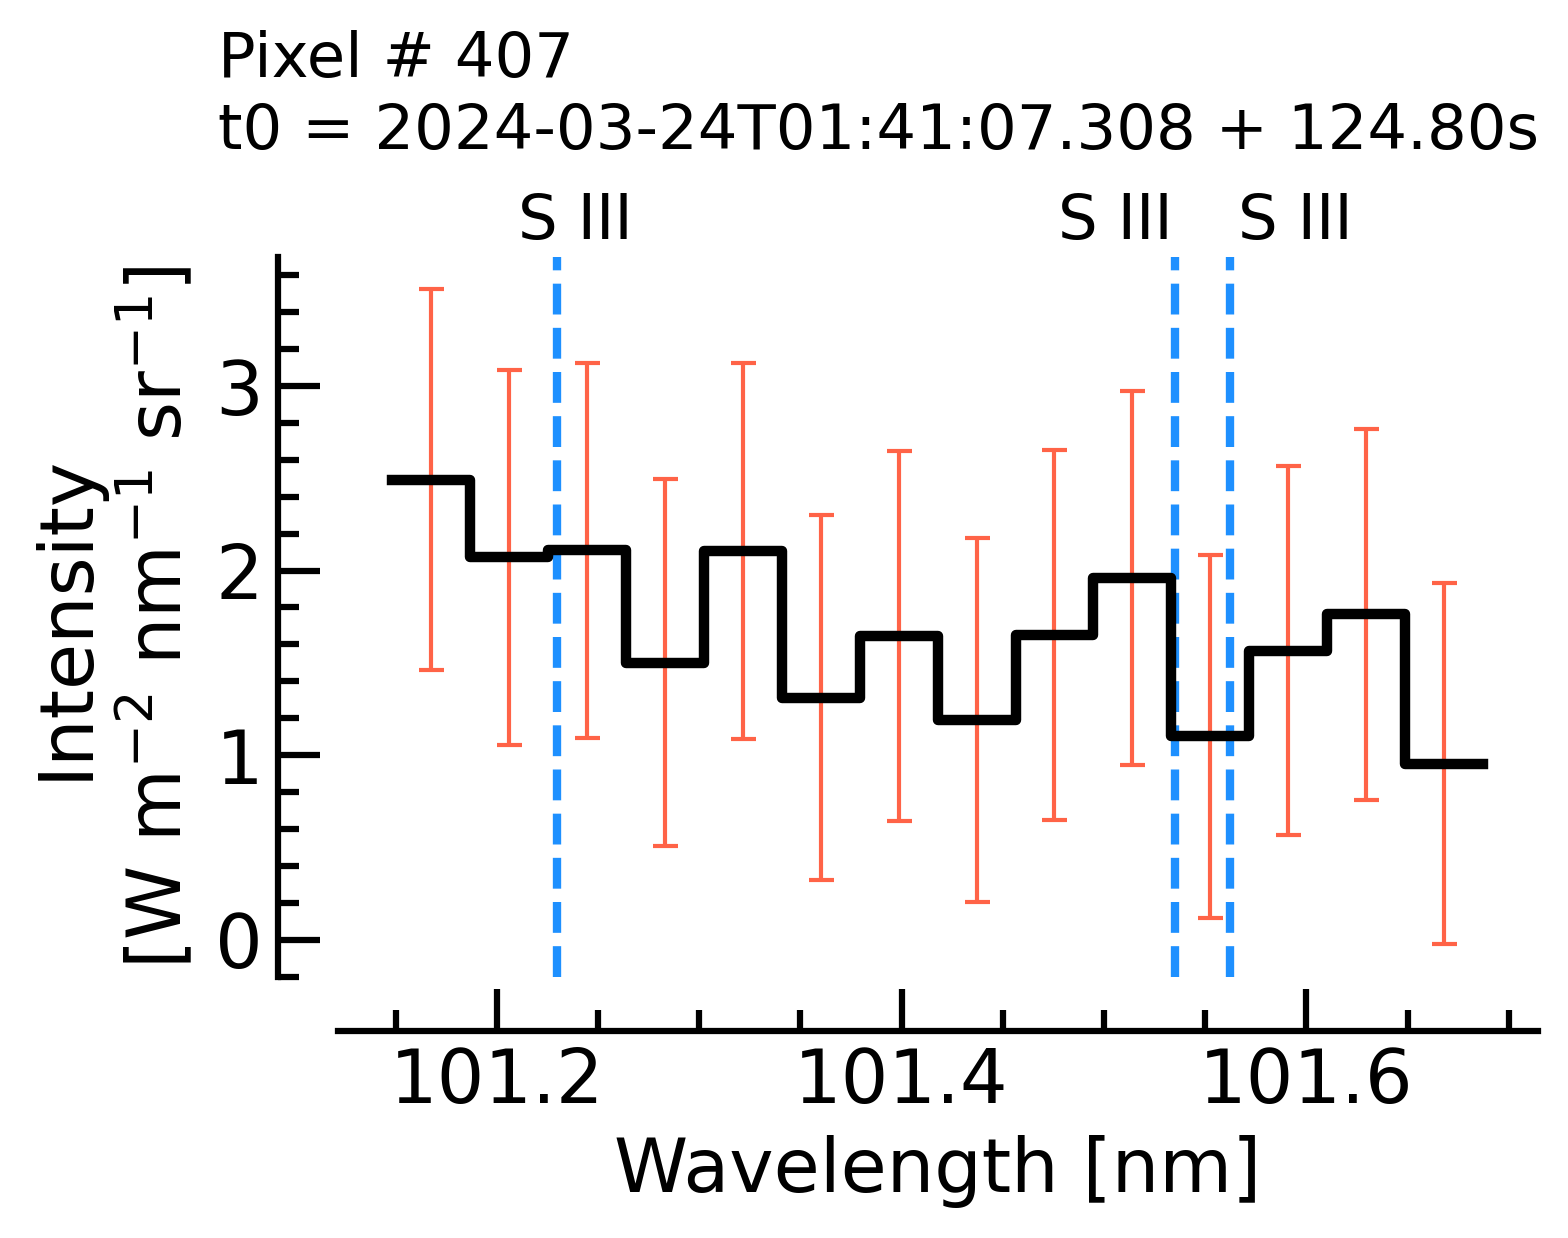 Pixel # 407
t0 = 2024-03-24T01:41:07.308 + 124.80s
S III S III S III
Intensity
[W m⁻² nm⁻¹ sr⁻¹]
3
2
1
0
101.2 101.4 101.6
Wavelength [nm]